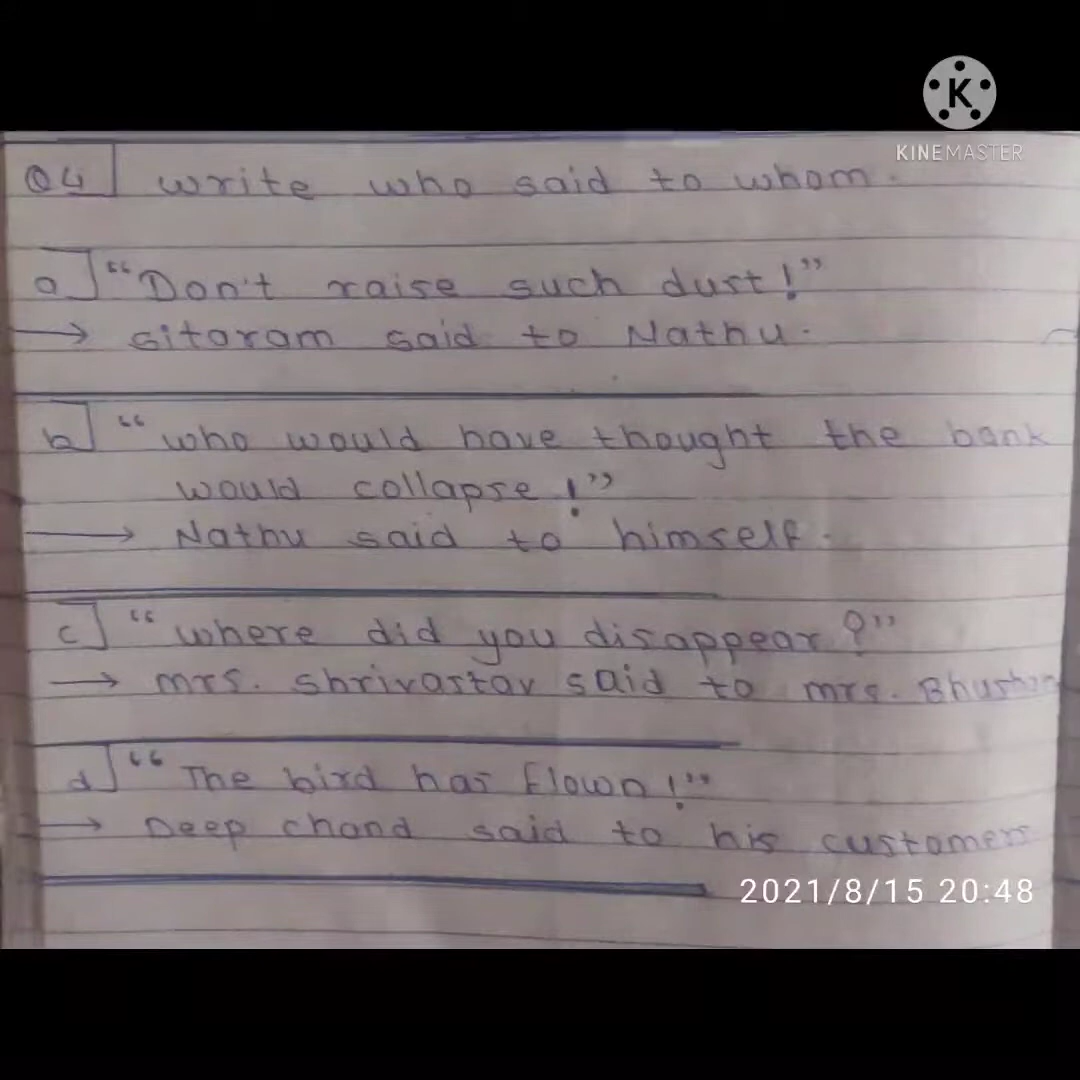 K
KINEMASTER
Q4] write who said to whom.
a] "Don't raise such dust!"
→ sitaram said to Nathu.
b] "who would have thought the bank
would collapse!"
→ Nathu said to himself.
c] "where did you disappear?"
→ mrs. shrivastav said to mrs. Bhushan
d] "The bird has flown!"
→ Deep chand said to his customers
2021/8/15 20:48